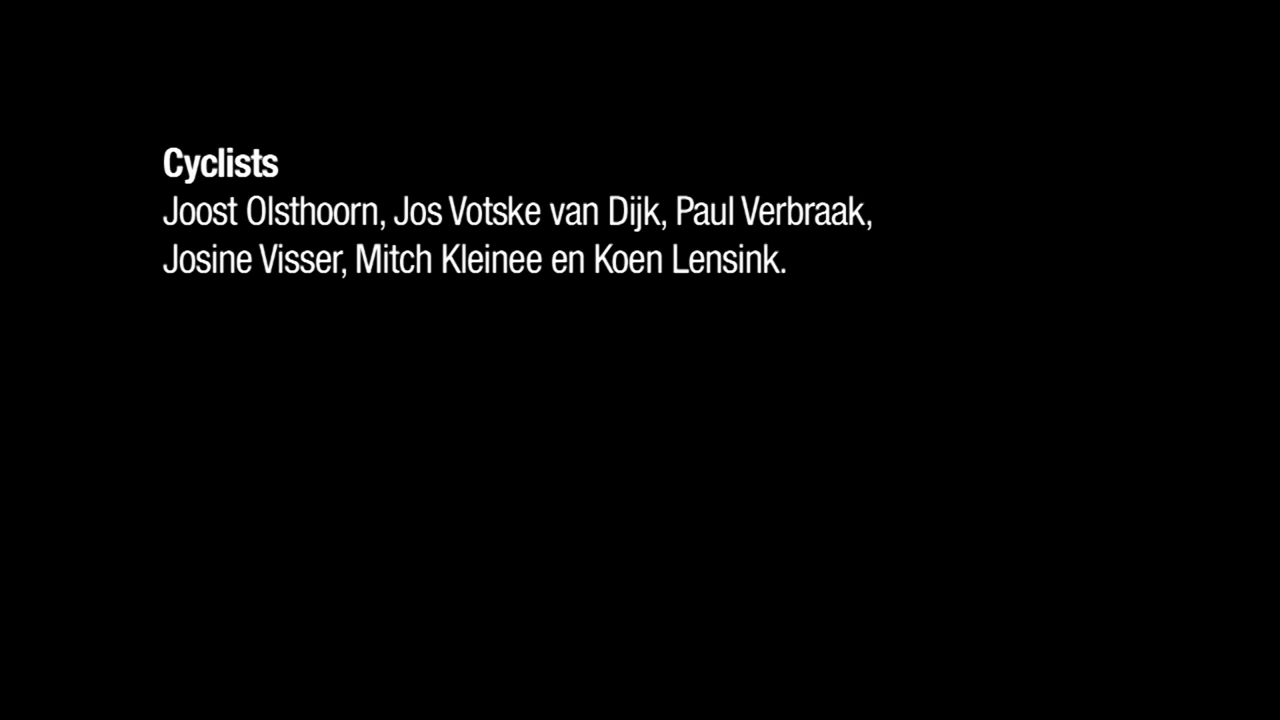 Cyclists
Joost Olsthoorn, Jos Votske van Dijk, Paul Verbraak,
Josine Visser, Mitch Kleinee en Koen Lensink.